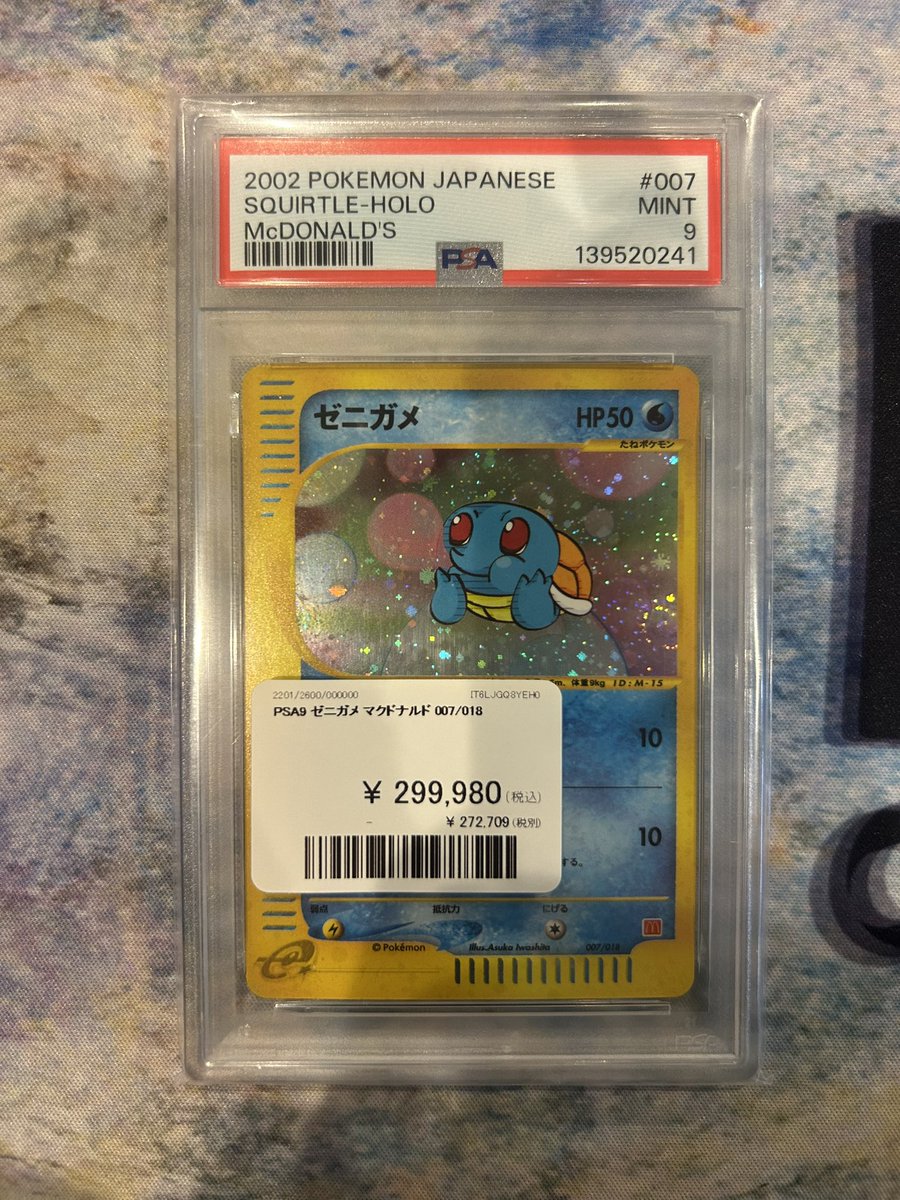 2002 POKEMON JAPANESE #007
SQUIRTLE-HOLO MINT
McDONALD'S 9
PSA 139520241
ゼニガメ HP50
たねポケモン
m. 体重9kg ID:M-15
2201/2600/000000 IT6LJGQ8YEH0
PSA9 ゼニガメ マクドナルド 007/018
¥ 299,980 (税込)
- ¥ 272,709 (税別)
10
10
する。
弱点 抵抗力 にげる
©Pokémon Illus.Asuka Iwashita 007/018
e